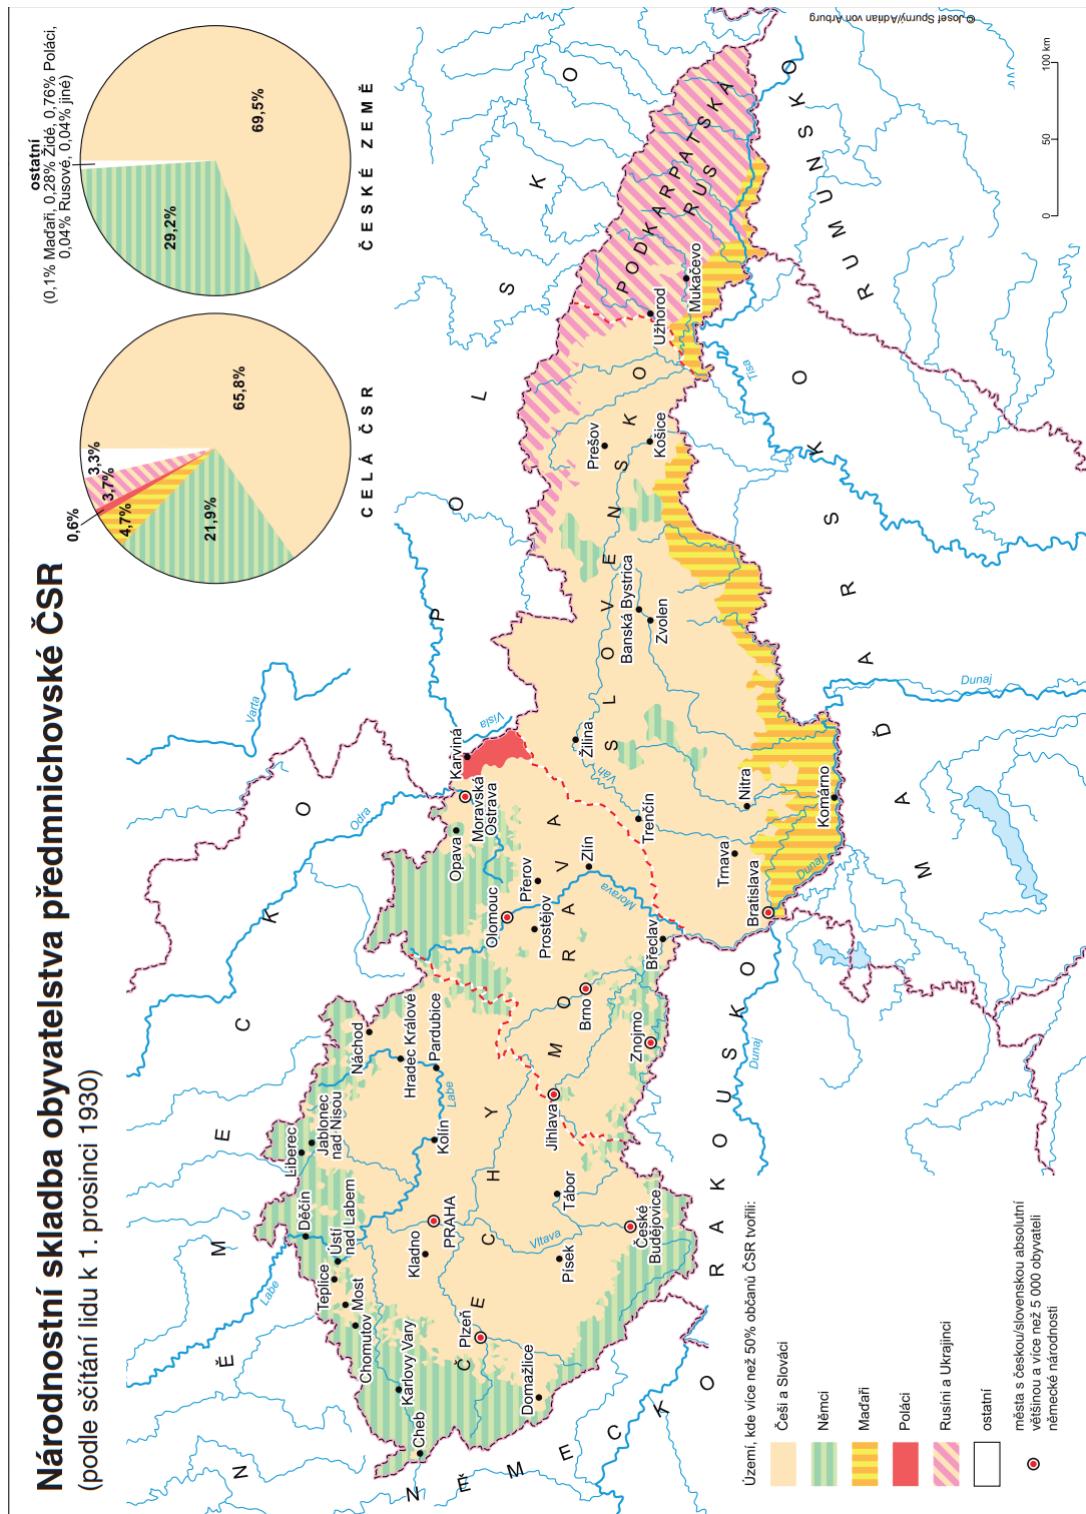 Národnostní skladba obyvatelstva předmnichovské ČSR
(podle sčítání lidu k 1. prosinci 1930)
0,6%
4,7%
3,7%
3,3%
21,9%
65,8%
CELÁ ČSR
ostatní
(0,1% Maďaři, 0,28% Židé, 0,76% Poláci,
0,04% Rusové, 0,04% jiné)
29,2%
69,5%
ČESKÉ ZEMĚ
NĚMECKO
NĚMECKO
POLSKO
RAKOUSKO
MAĎARSKO
RUMUNSKO
ČECHY
MORAVA
SLOVENSKO
PODKARPATSKÁ
RUS
Labe
Labe
Vltava
Odra
Varta
Visla
Morava
Váh
Dunaj
Dunaj
Dunaj
Tisa
Cheb
Karlovy Vary
Chomutov
Most
Teplice
Ústí
nad Labem
Děčín
Liberec
Jablonec
nad Nisou
Náchod
Hradec Králové
Pardubice
Kolín
PRAHA
Kladno
Plzeň
Domažlice
Písek
Tábor
České
Budějovice
Jihlava
Znojmo
Brno
Břeclav
Olomouc
Prostějov
Přerov
Zlín
Opava
Moravská
Ostrava
Karviná
Žilina
Trenčín
Trnava
Nitra
Bratislava
Komárno
Banská Bystrica
Zvolen
Prešov
Košice
Užhorod
Mukačevo
Území, kde více než 50% občanů ČSR tvořili:
Češi a Slováci
Němci
Maďaři
Poláci
Rusíni a Ukrajinci
ostatní
města s českou/slovenskou absolutní
většinou a více než 5 000 obyvateli
německé národnosti
0 50 100 km
© Josef Spurný/Adrian von Arburg